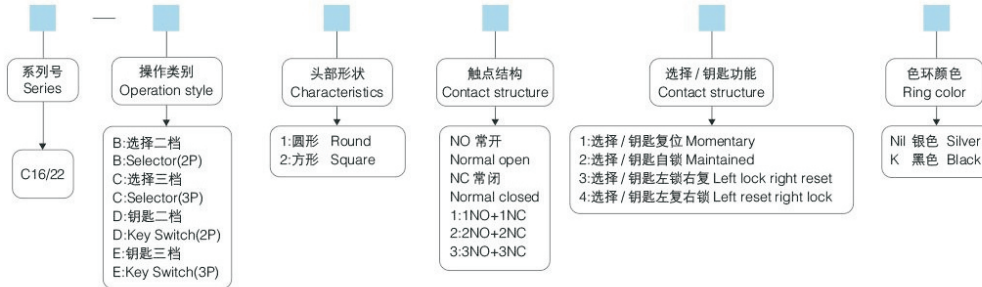 系列号
Series
C16/22
操作类别
Operation style
B:选择二档
B:Selector(2P)
C:选择三档
C:Selector(3P)
D:钥匙二档
D:Key Switch(2P)
E:钥匙三档
E:Key Switch(3P)
头部形状
Characteristics
1:圆形 Round
2:方形 Square
触点结构
Contact structure
NO 常开
Normal open
NC 常闭
Normal closed
1:1NO+1NC
2:2NO+2NC
3:3NO+3NC
选择/钥匙功能
Contact structure
1:选择/钥匙复位 Momentary
2:选择/钥匙自锁 Maintained
3:选择/钥匙左锁右复 Left lock right reset
4:选择/钥匙左复右锁 Left reset right lock
色环颜色
Ring color
Nil 银色 Silver
K 黑色 Black